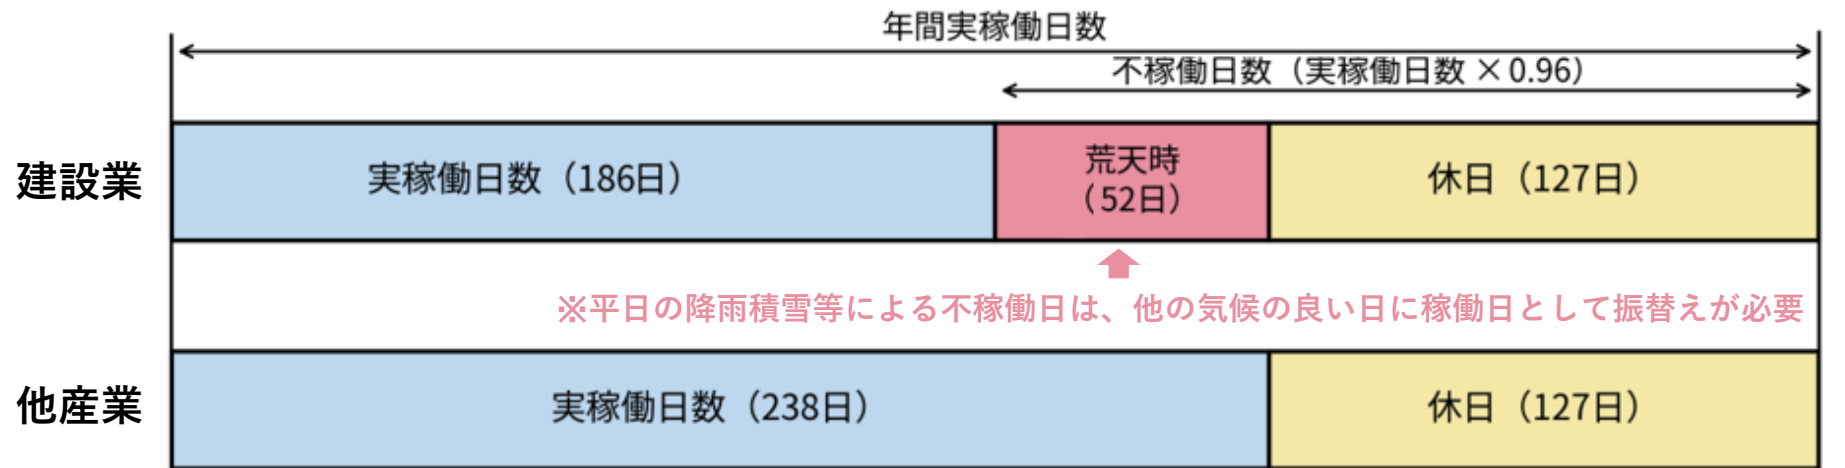 年間実稼働日数
不稼働日数（実稼働日数 ×0.96）
建設業
実稼働日数（186日）
荒天時
（52日）
休日（127日）
※平日の降雨積雪等による不稼働日は、他の気候の良い日に稼働日として振替えが必要
他産業
実稼働日数（238日）
休日（127日）